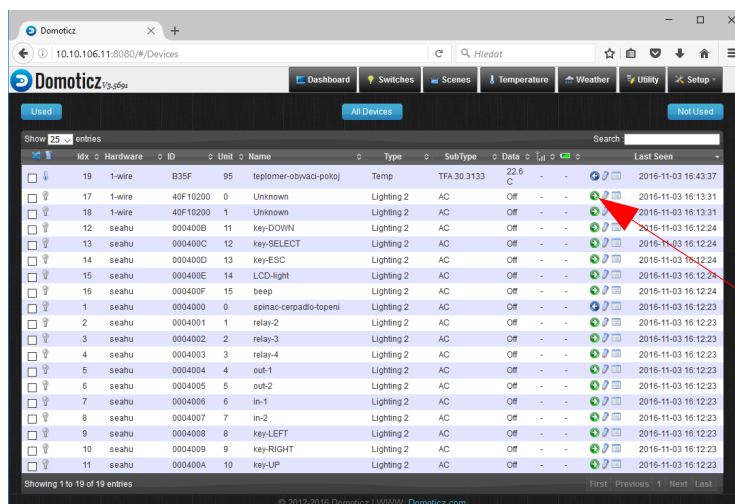 Domoticz
10.10.106.11:8080/#/Devices
Hledat
Domoticz V3.5691
Dashboard Switches Scenes Temperature Weather Utility Setup
Used All Devices Not Used
Show 25 entries Search:
Idx Hardware ID Unit Name Type SubType Data Last Seen
19 1-wire B35F 95 teplomer-obyvaci-pokoj Temp TFA 30.3133 22.6 C - - 2016-11-03 16:43:37
17 1-wire 40F10200 0 Unknown Lighting 2 AC Off - - 2016-11-03 16:13:31
18 1-wire 40F10200 1 Unknown Lighting 2 AC Off - - 2016-11-03 16:13:31
12 seahu 000400B 11 key-DOWN Lighting 2 AC Off - - 2016-11-03 16:12:24
13 seahu 000400C 12 key-SELECT Lighting 2 AC Off - - 2016-11-03 16:12:24
14 seahu 000400D 13 key-ESC Lighting 2 AC Off - - 2016-11-03 16:12:24
15 seahu 000400E 14 LCD-light Lighting 2 AC Off - - 2016-11-03 16:12:24
16 seahu 000400F 15 beep Lighting 2 AC Off - - 2016-11-03 16:12:24
1 seahu 0004000 0 spinac-cerpadlo-topeni Lighting 2 AC Off - - 2016-11-03 16:12:23
2 seahu 0004001 1 relay-2 Lighting 2 AC Off - - 2016-11-03 16:12:23
3 seahu 0004002 2 relay-3 Lighting 2 AC Off - - 2016-11-03 16:12:23
4 seahu 0004003 3 relay-4 Lighting 2 AC Off - - 2016-11-03 16:12:23
5 seahu 0004004 4 out-1 Lighting 2 AC Off - - 2016-11-03 16:12:23
6 seahu 0004005 5 out-2 Lighting 2 AC Off - - 2016-11-03 16:12:23
7 seahu 0004006 6 in-1 Lighting 2 AC Off - - 2016-11-03 16:12:23
8 seahu 0004007 7 in-2 Lighting 2 AC Off - - 2016-11-03 16:12:23
9 seahu 0004008 8 key-LEFT Lighting 2 AC Off - - 2016-11-03 16:12:23
10 seahu 0004009 9 key-RIGHT Lighting 2 AC Off - - 2016-11-03 16:12:23
11 seahu 000400A 10 key-UP Lighting 2 AC Off - - 2016-11-03 16:12:23
Showing 1 to 19 of 19 entries First Previous 1 Next Last
© 2012-2016 Domoticz | WWW: Domoticz.com